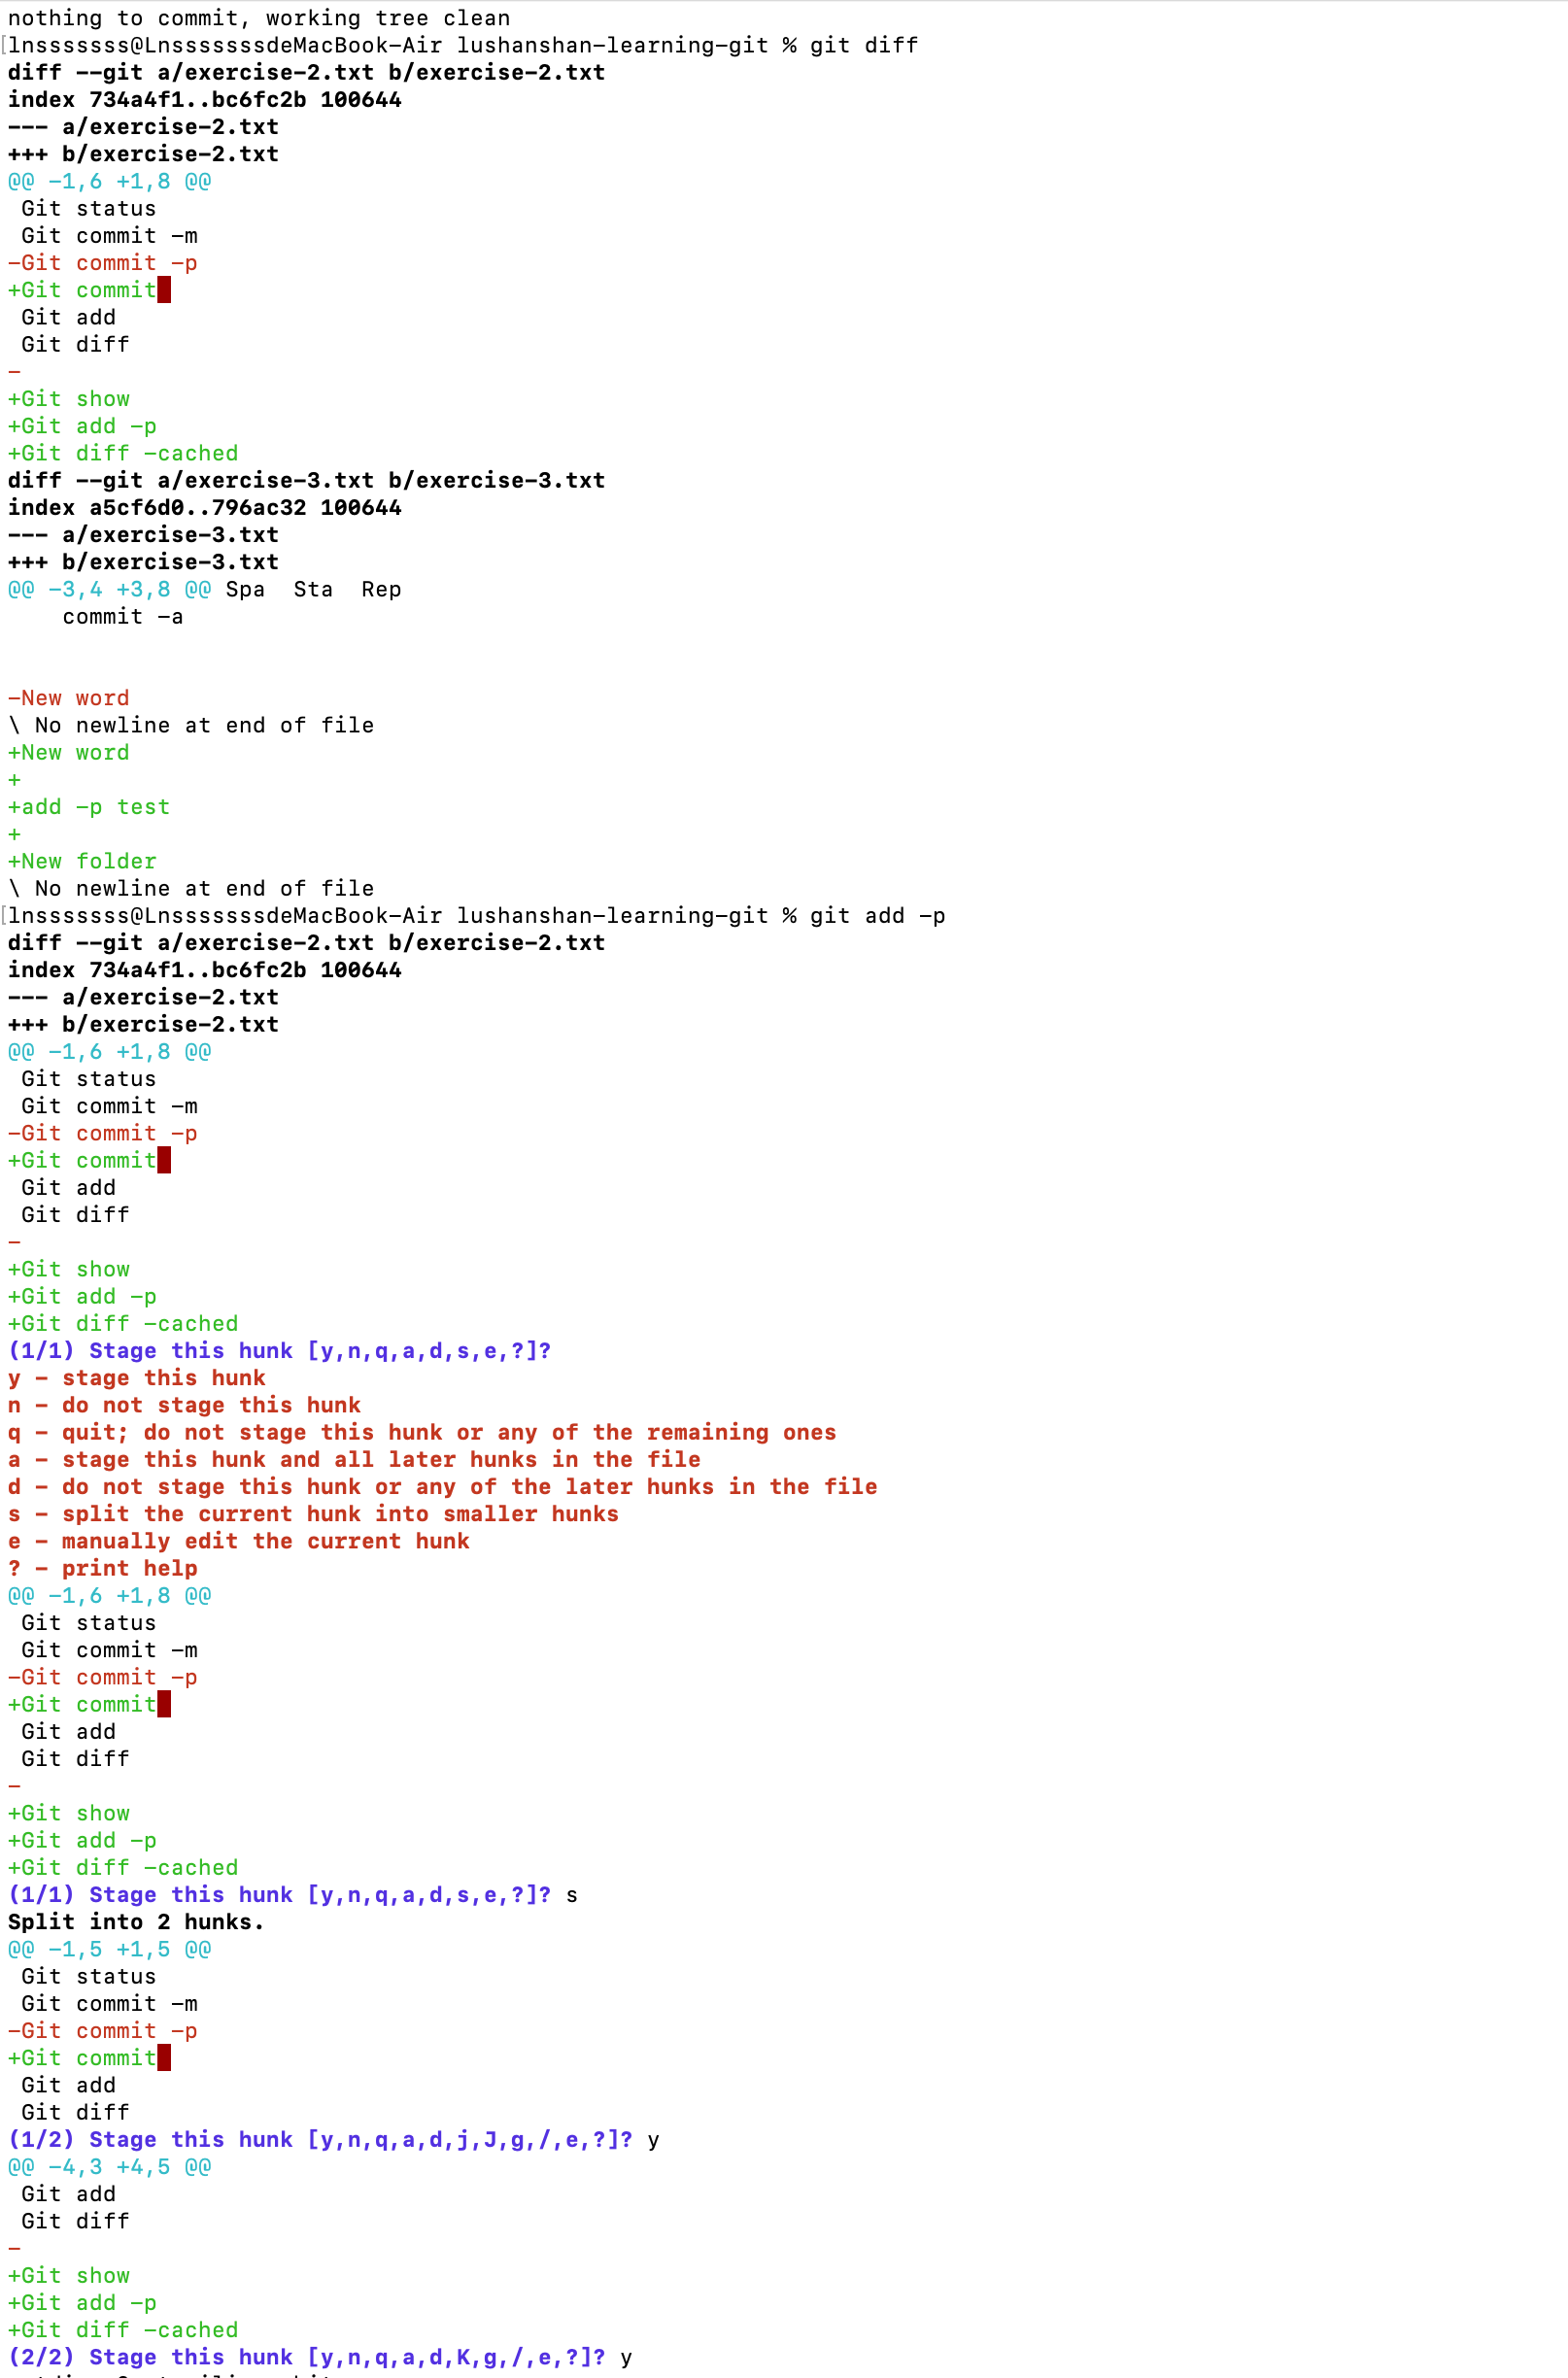 nothing to commit, working tree clean
[lnsssssss@LnsssssssdeMacBook-Air lushanshan-learning-git % git diff
diff --git a/exercise-2.txt b/exercise-2.txt
index 734a4f1..bc6fc2b 100644
--- a/exercise-2.txt
+++ b/exercise-2.txt
@@ -1,6 +1,8 @@
 Git status
 Git commit -m
-Git commit -p
+Git commit
 Git add
 Git diff
-
+Git show
+Git add -p
+Git diff -cached
diff --git a/exercise-3.txt b/exercise-3.txt
index a5cf6d0..796ac32 100644
--- a/exercise-3.txt
+++ b/exercise-3.txt
@@ -3,4 +3,8 @@ Spa  Sta  Rep
    commit -a
-New word
\ No newline at end of file
+New word
+
+add -p test
+
+New folder
\ No newline at end of file
[lnsssssss@LnsssssssdeMacBook-Air lushanshan-learning-git % git add -p
diff --git a/exercise-2.txt b/exercise-2.txt
index 734a4f1..bc6fc2b 100644
--- a/exercise-2.txt
+++ b/exercise-2.txt
@@ -1,6 +1,8 @@
 Git status
 Git commit -m
-Git commit -p
+Git commit
 Git add
 Git diff
-
+Git show
+Git add -p
+Git diff -cached
(1/1) Stage this hunk [y,n,q,a,d,s,e,?]?
y - stage this hunk
n - do not stage this hunk
q - quit; do not stage this hunk or any of the remaining ones
a - stage this hunk and all later hunks in the file
d - do not stage this hunk or any of the later hunks in the file
s - split the current hunk into smaller hunks
e - manually edit the current hunk
? - print help
@@ -1,6 +1,8 @@
 Git status
 Git commit -m
-Git commit -p
+Git commit
 Git add
 Git diff
-
+Git show
+Git add -p
+Git diff -cached
(1/1) Stage this hunk [y,n,q,a,d,s,e,?]? s
Split into 2 hunks.
@@ -1,5 +1,5 @@
 Git status
 Git commit -m
-Git commit -p
+Git commit
 Git add
 Git diff
(1/2) Stage this hunk [y,n,q,a,d,j,J,g,/,e,?]? y
@@ -4,3 +4,5 @@
 Git add
 Git diff
-
+Git show
+Git add -p
+Git diff -cached
(2/2) Stage this hunk [y,n,q,a,d,K,g,/,e,?]? y